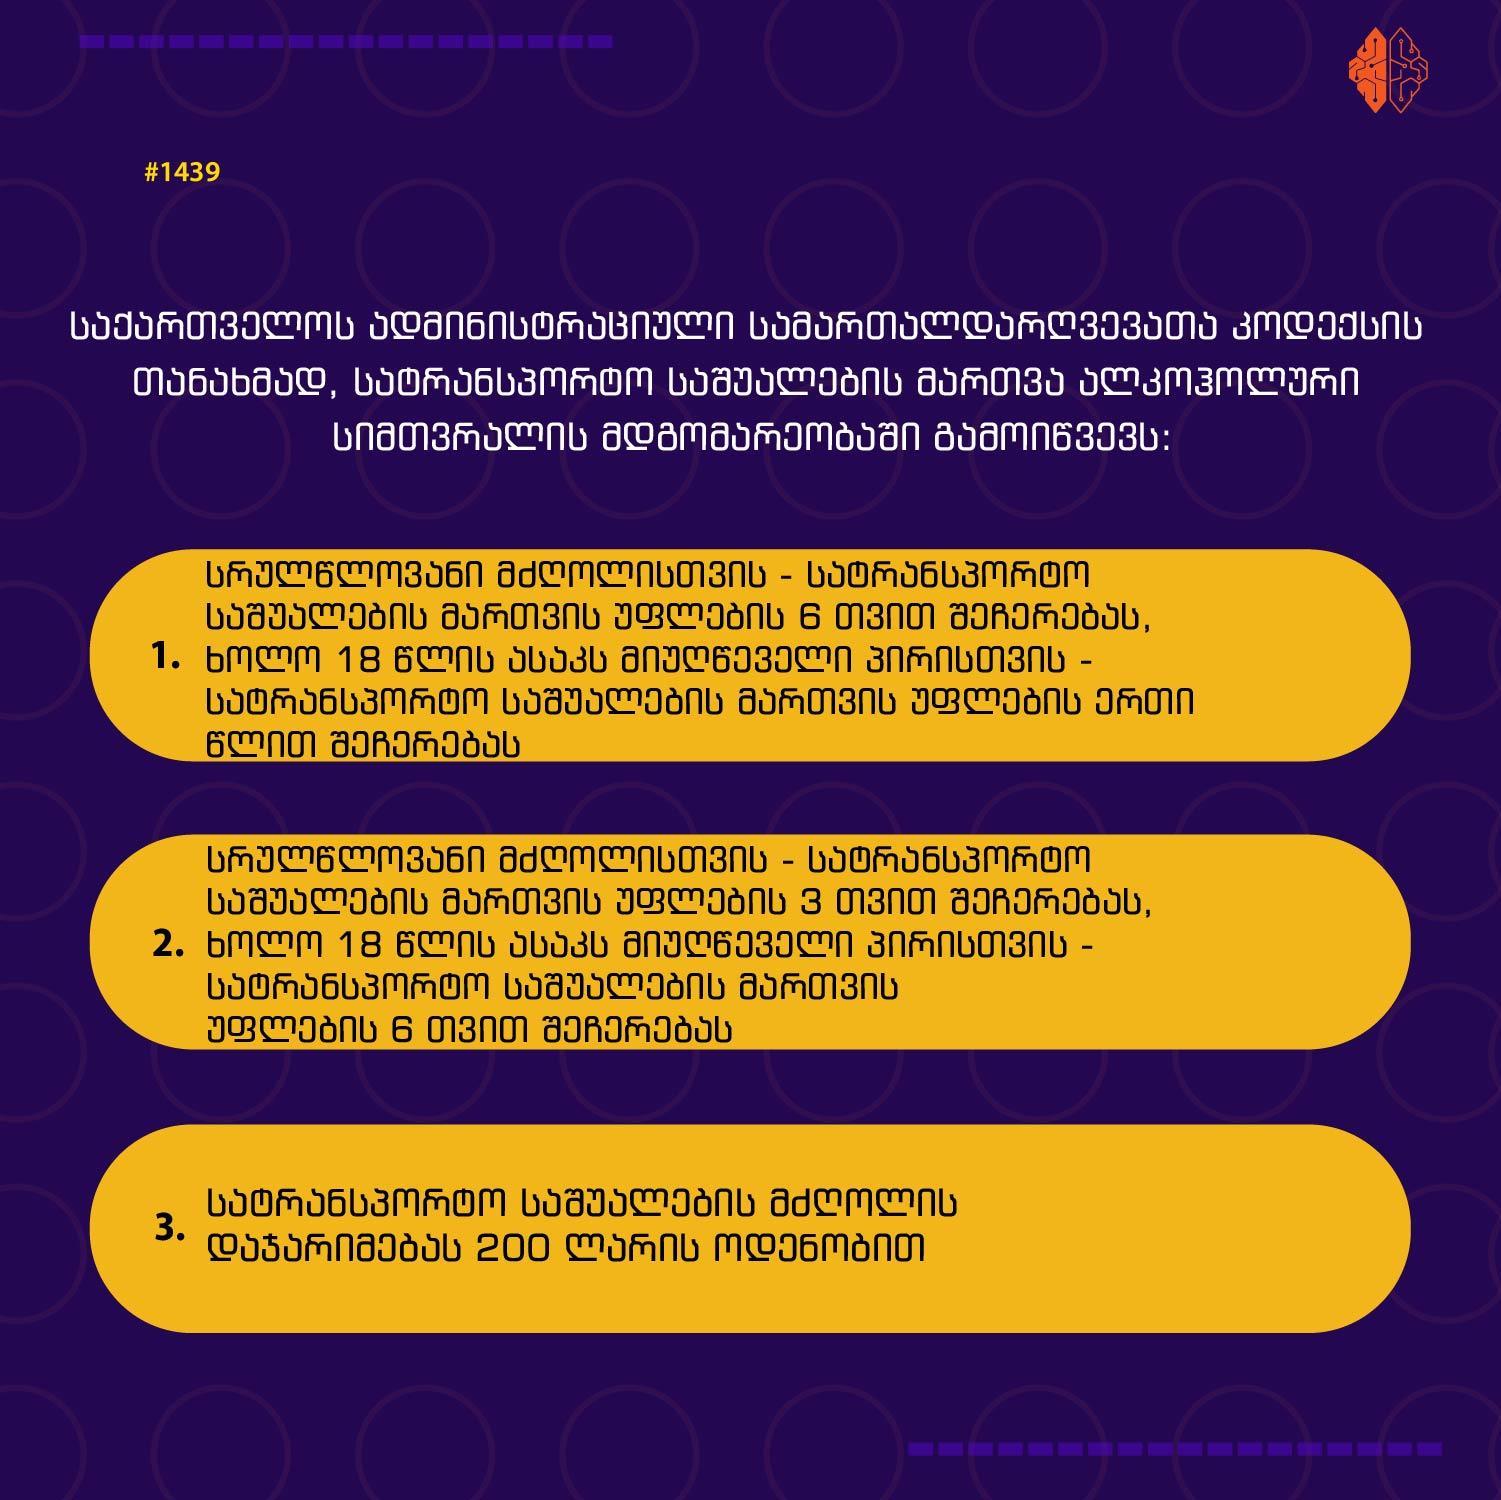 #1439
საქართველოს ადმინისტრაციული სამართალდარღვევათა კოდექსის
თანახმად, სატრანსპორტო საშუალების მართვა ალკოჰოლური
სიმთვრალის მდგომარეობაში გამოიწვევს:
სრულწლოვანი მძღოლისთვის - სატრანსპორტო
საშუალების მართვის უფლების 6 თვით შეჩერებას,
1. ხოლო 18 წლის ასაკს მიუღწეველი პირისთვის -
სატრანსპორტო საშუალების მართვის უფლების ერთი
წლით შეჩერებას
სრულწლოვანი მძღოლისთვის - სატრანსპორტო
საშუალების მართვის უფლების 3 თვით შეჩერებას,
2. ხოლო 18 წლის ასაკს მიუღწეველი პირისთვის -
სატრანსპორტო საშუალების მართვის
უფლების 6 თვით შეჩერებას
3. სატრანსპორტო საშუალების მძღოლის
დაჯარიმებას 200 ლარის ოდენობით